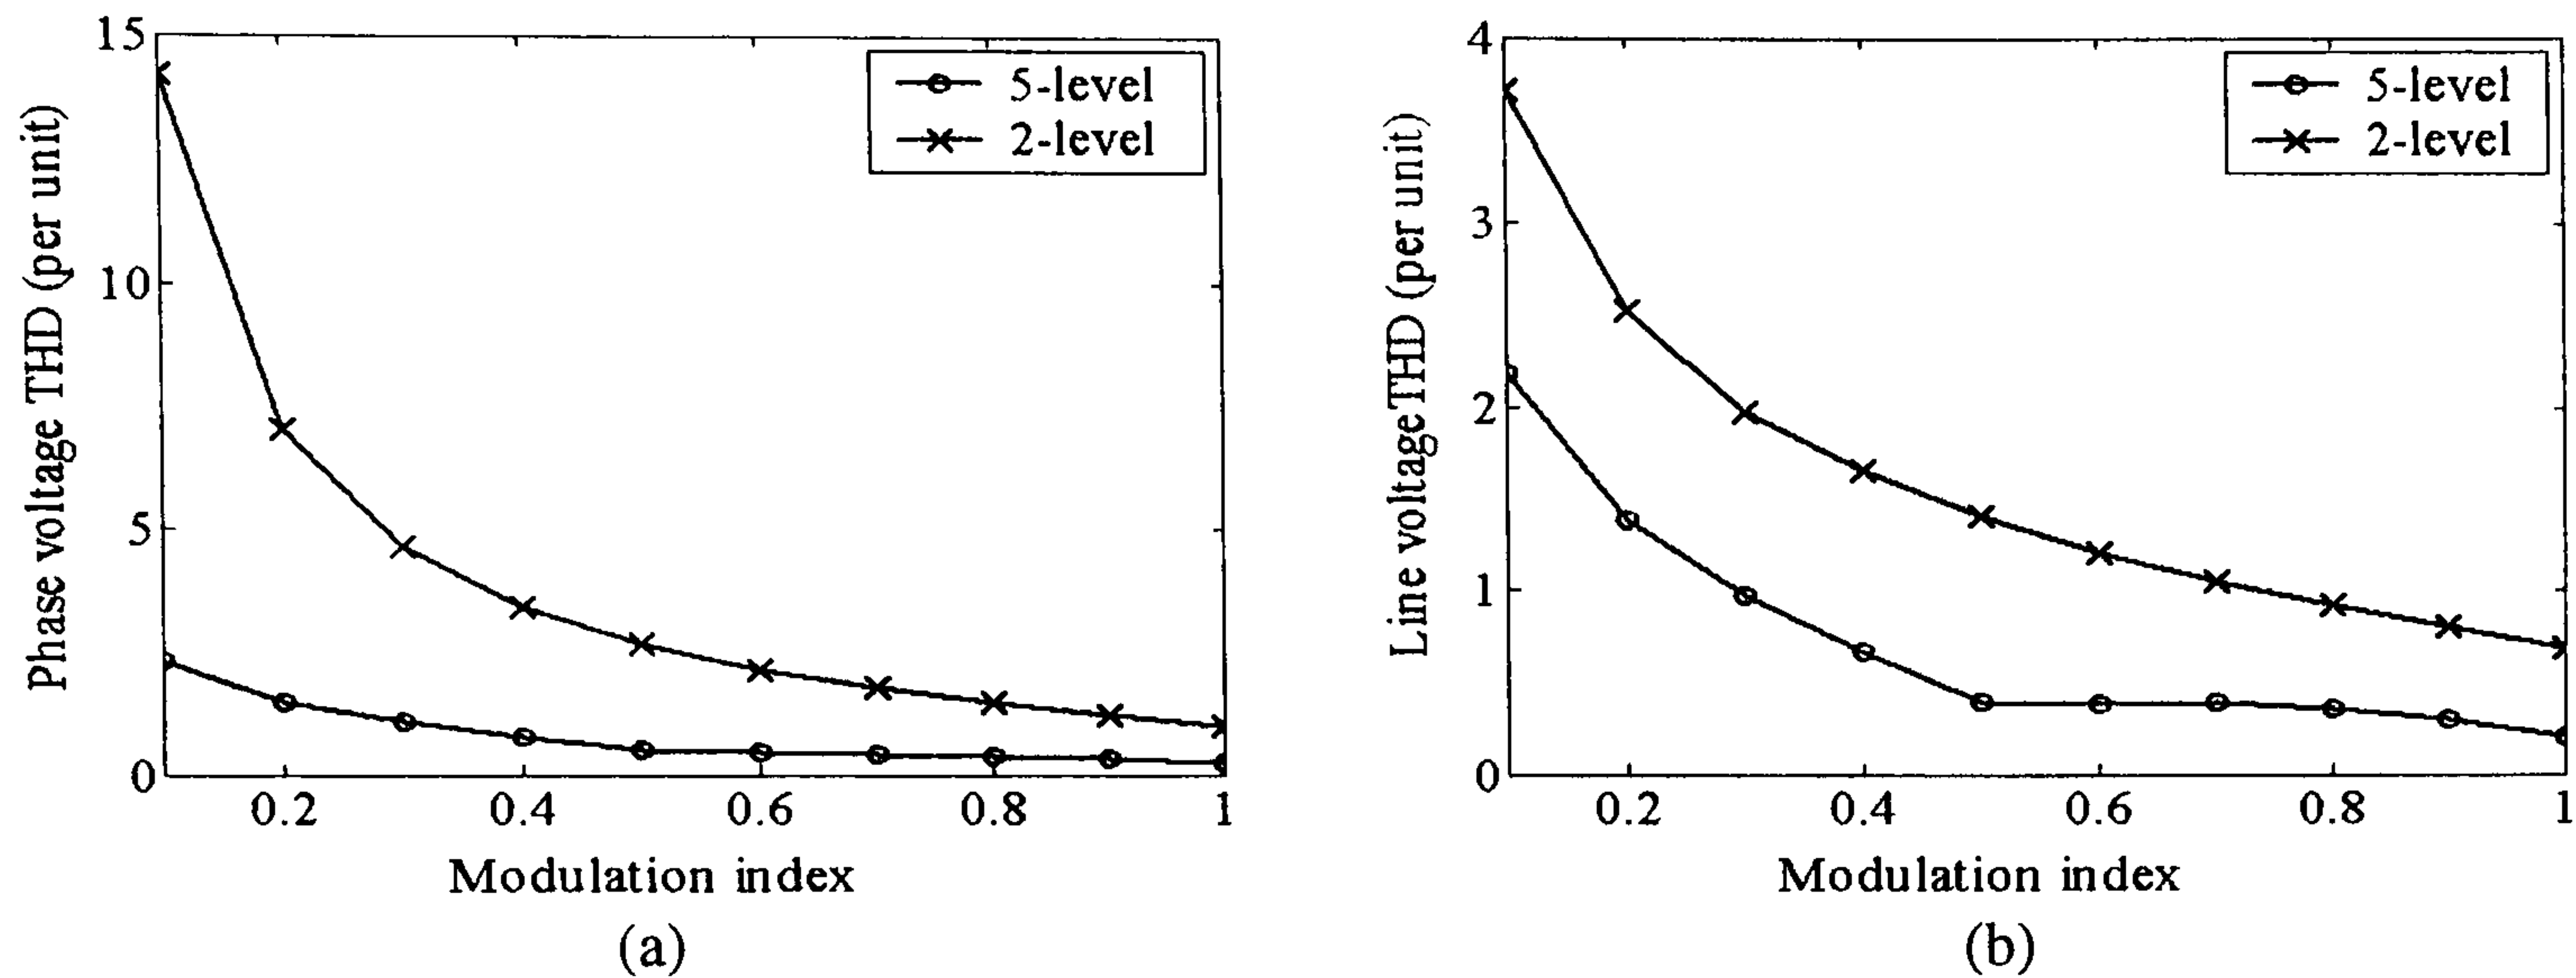 15
10
5
0
Phase voltage THD (per unit)
5-level
2-level
0.2 0.4 0.6 0.8 1
Modulation index
(a)
4
3
2
1
0
Line voltageTHD (per unit)
5-level
2-level
0.2 0.4 0.6 0.8 1
Modulation index
(b)